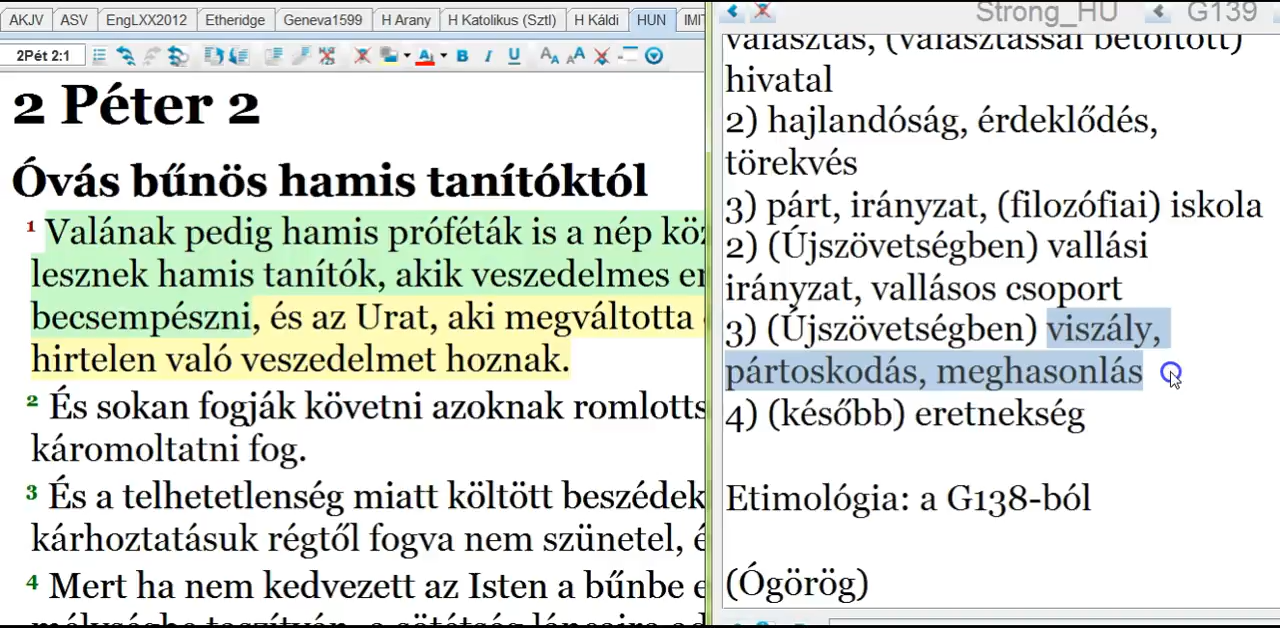 AKJV ASV EngLXX2012 Etheridge Geneva1599 H Arany H Katolikus (Sztl) H Káldi HUN
2Pét 2:1
2 Péter 2
Óvás bűnös hamis tanítóktól
1 Valának pedig hamis próféták is a nép
lesznek hamis tanítók, akik veszedelmes
becsempészni, és az Urat, aki megváltotta
hirtelen való veszedelmet hoznak.
2 És sokan fogják követni azoknak
káromoltatni fog.
3 És a telhetetlenség miatt költött beszédek
kárhoztatásuk régtől fogva nem szünetel,
4 Mert ha nem kedvezett az Isten a bűnbe
Strong_HU G139
választás, (választással betöltött)
hivatal
2) hajlandóság, érdeklődés,
törekvés
3) párt, irányzat, (filozófiai) iskola
2) (Újszövetségben) vallási
irányzat, vallásos csoport
3) (Újszövetségben) viszály,
pártoskodás, meghasonlás
4) (később) eretnekség
Etimológia: a G138-ból
(Ógörög)